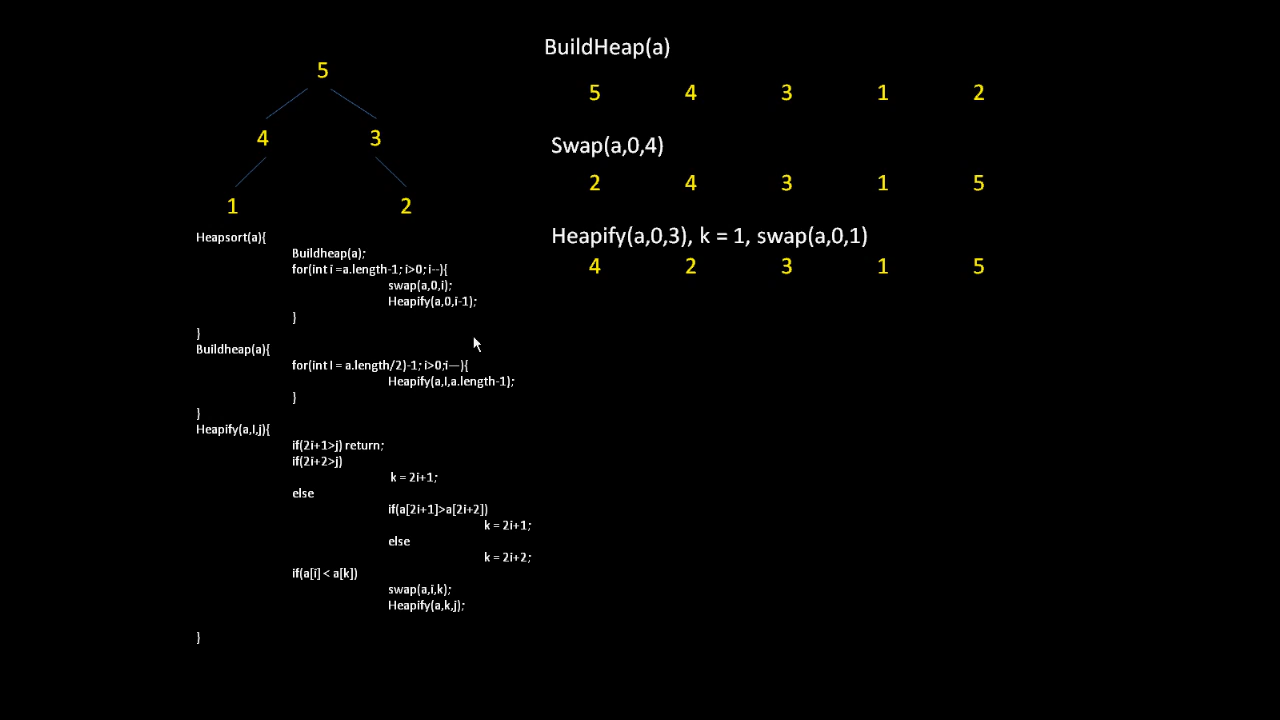 5
4 3
1 2
Heapsort(a){
Buildheap(a);
for(int i =a.length-1; i>0; i--){
swap(a,0,i);
Heapify(a,0,i-1);
}
}
Buildheap(a){
for(int I = a.length/2)-1; i>0;i—){
Heapify(a,I,a.length-1);
}
}
Heapify(a,I,j){
if(2i+1>j) return;
if(2i+2>j)
k = 2i+1;
else
if(a[2i+1]>a[2i+2])
k = 2i+1;
else
k = 2i+2;
if(a[i] < a[k])
swap(a,i,k);
Heapify(a,k,j);
}
BuildHeap(a)
5 4 3 1 2
Swap(a,0,4)
2 4 3 1 5
Heapify(a,0,3), k = 1, swap(a,0,1)
4 2 3 1 5